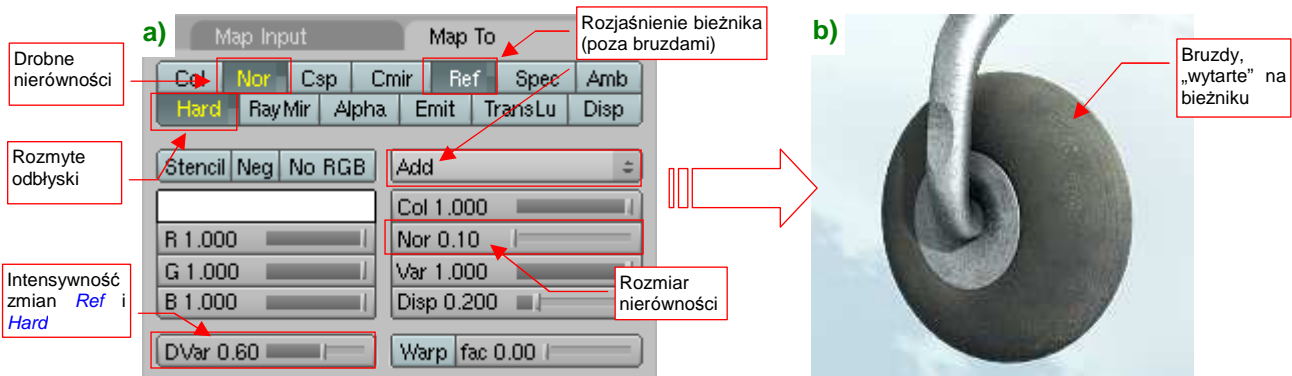 a)
Map Input Map To
Rozjaśnienie bieżnika
(poza bruzdami)
b)
Drobne
nierówności
Bruzdy,
„wytarte” na
bieżniku
Col Nor Csp Cmir Ref Spec Amb
Hard RayMir Alpha Emit TransLu Disp
Rozmyte
odbłyski
Stencil Neg No RGB Add
Col 1.000
R 1.000 Nor 0.10
G 1.000 Var 1.000
B 1.000 Disp 0.200
Rozmiar
nierówności
Intensywność
zmian Ref i
Hard
DVar 0.60 Warp fac 0.00